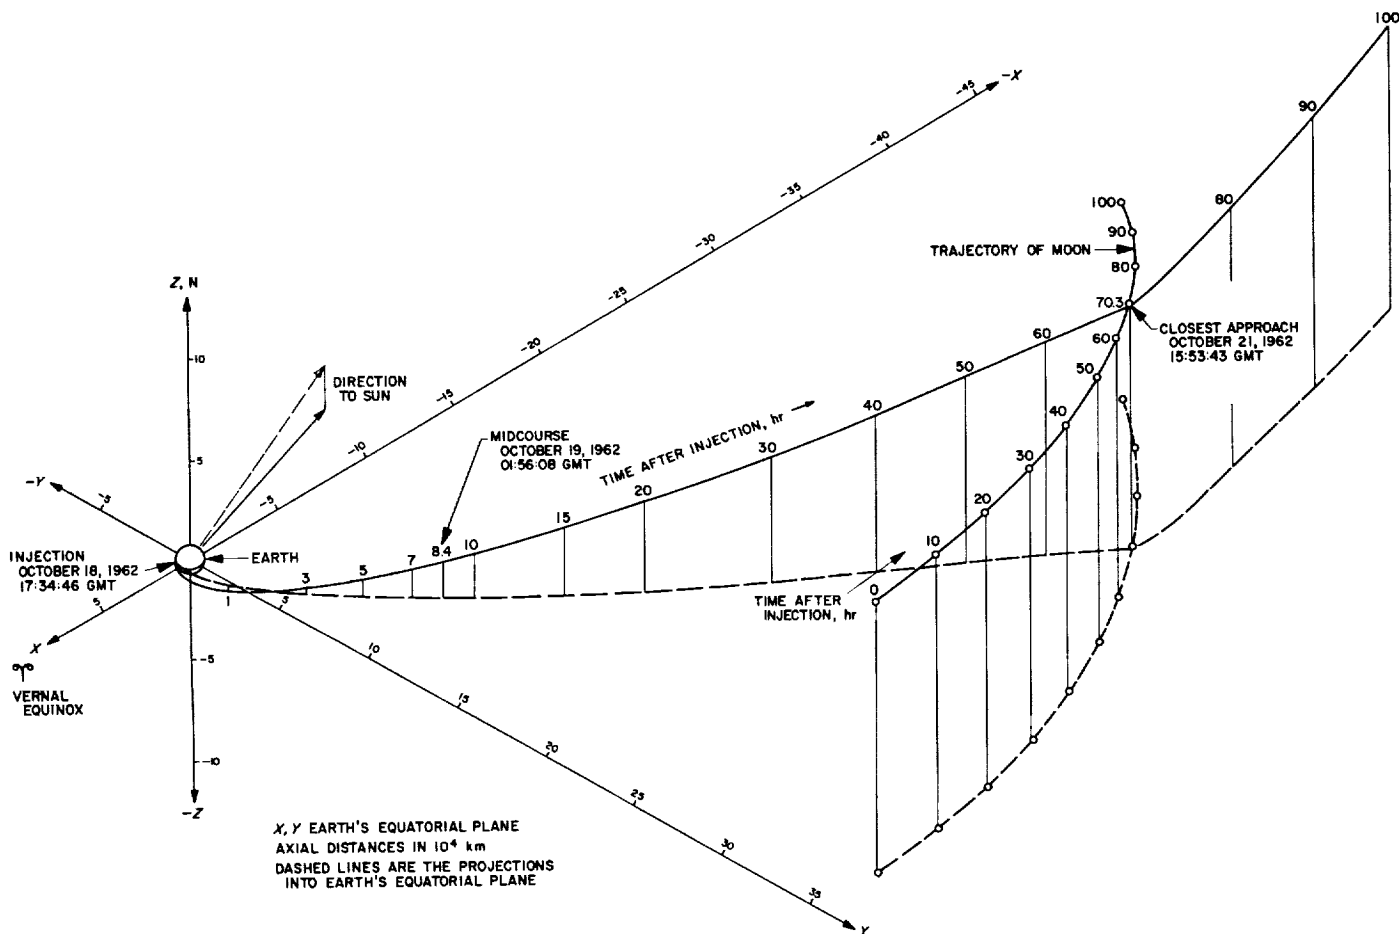 100
-X
-45
-40
-35
-30
-25
-20
-15
-10
-5
90
80
100
90
80
70.3
TRAJECTORY OF MOON
CLOSEST APPROACH
OCTOBER 21, 1962
15:53:43 GMT
60
50
40
30
20
10
0
Z, N
10
5
-5
-10
-Z
DIRECTION
TO SUN
MIDCOURSE
OCTOBER 19, 1962
01:56:08 GMT
TIME AFTER INJECTION, hr
60
50
40
30
20
15
10
8.4
7
5
3
1
-Y
-5
INJECTION
OCTOBER 18, 1962
17:34:46 GMT
EARTH
5
X
VERNAL
EQUINOX
TIME AFTER
INJECTION, hr
5
10
15
20
25
30
35
Y
X, Y EARTH'S EQUATORIAL PLANE
AXIAL DISTANCES IN 10⁴ km
DASHED LINES ARE THE PROJECTIONS
INTO EARTH'S EQUATORIAL PLANE